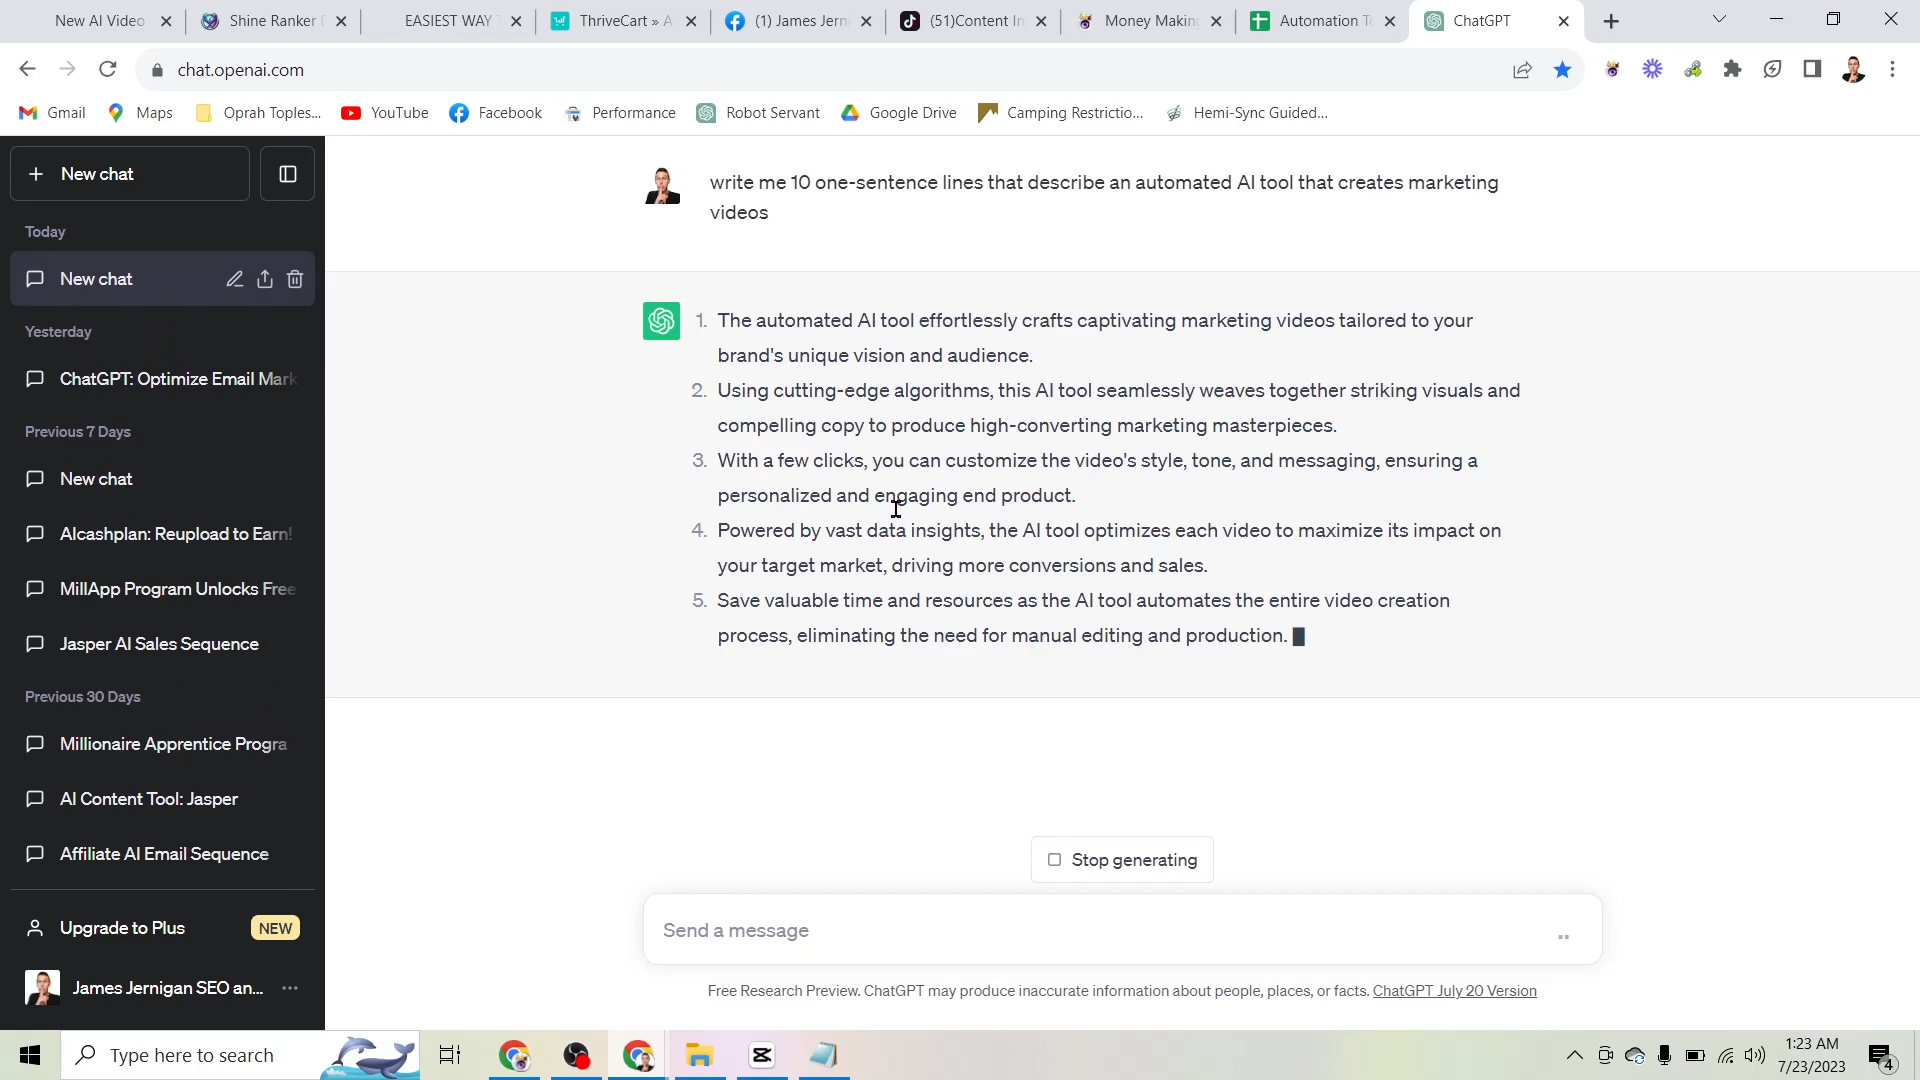 New AI Video
Shine Ranker
EASIEST WAY
ThriveCart » A
(1) James Jern
(51)Content In
Money Making
Automation T
ChatGPT
chat.openai.com
Gmail
Maps
Oprah Toples...
YouTube
Facebook
Performance
Robot Servant
Google Drive
Camping Restrictio...
Hemi-Sync Guided...
New chat
Today
New chat
Yesterday
ChatGPT: Optimize Email Mark
Previous 7 Days
New chat
AIcashplan: Reupload to Earn!
MillApp Program Unlocks Free
Jasper AI Sales Sequence
Previous 30 Days
Millionaire Apprentice Progra
AI Content Tool: Jasper
Affiliate AI Email Sequence
Upgrade to Plus
NEW
James Jernigan SEO an...
write me 10 one-sentence lines that describe an automated AI tool that creates marketing
videos
1. The automated AI tool effortlessly crafts captivating marketing videos tailored to your
brand's unique vision and audience.
2. Using cutting-edge algorithms, this AI tool seamlessly weaves together striking visuals and
compelling copy to produce high-converting marketing masterpieces.
3. With a few clicks, you can customize the video's style, tone, and messaging, ensuring a
personalized and engaging end product.
4. Powered by vast data insights, the AI tool optimizes each video to maximize its impact on
your target market, driving more conversions and sales.
5. Save valuable time and resources as the AI tool automates the entire video creation
process, eliminating the need for manual editing and production.
Stop generating
Send a message
Free Research Preview. ChatGPT may produce inaccurate information about people, places, or facts. ChatGPT July 20 Version
Type here to search
1:23 AM
7/23/2023
4